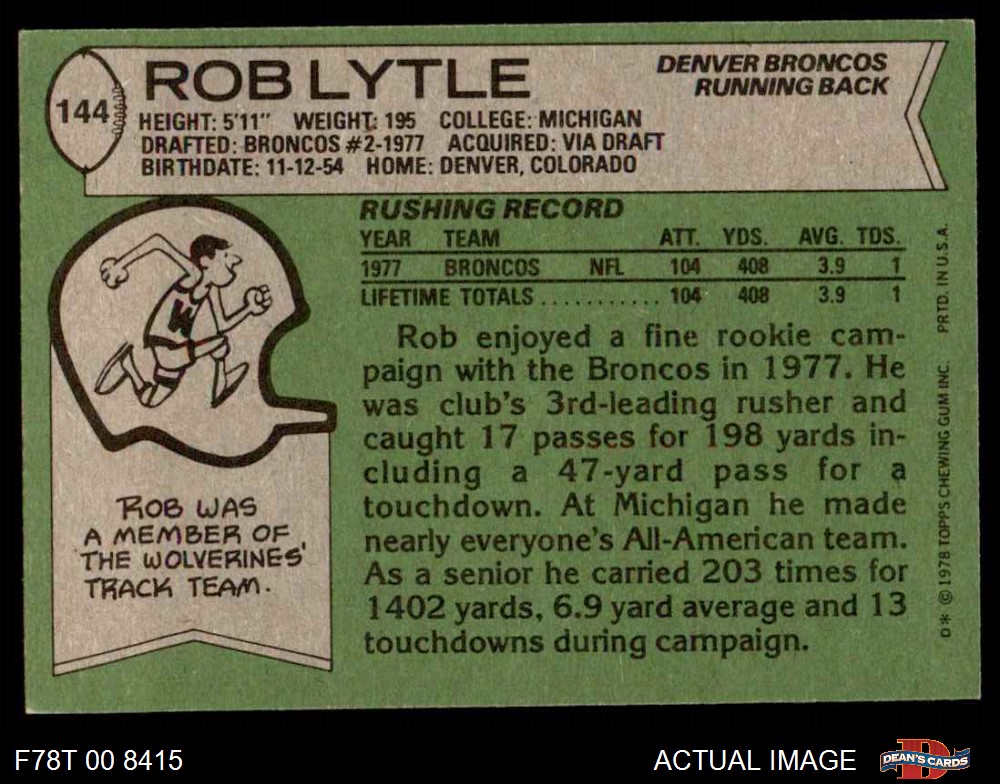 144
ROB LYTLE
DENVER BRONCOS
RUNNING BACK
HEIGHT: 5'11" WEIGHT: 195 COLLEGE: MICHIGAN
DRAFTED: BRONCOS #2-1977 ACQUIRED: VIA DRAFT
BIRTHDATE: 11-12-54 HOME: DENVER, COLORADO
RUSHING RECORD
YEAR TEAM ATT. YDS. AVG. TDS.
1977 BRONCOS NFL 104 408 3.9 1
LIFETIME TOTALS ........... 104 408 3.9 1
Rob enjoyed a fine rookie cam-
paign with the Broncos in 1977. He
was club's 3rd-leading rusher and
caught 17 passes for 198 yards in-
cluding a 47-yard pass for a
touchdown. At Michigan he made
nearly everyone's All-American team.
As a senior he carried 203 times for
1402 yards, 6.9 yard average and 13
touchdowns during campaign.
W
ROB WAS
A MEMBER OF
THE WOLVERINES'
TRACK TEAM.
O* © 1978 TOPPS CHEWING GUM INC. PRTD. IN U.S.A.
F78T 00 8415
ACTUAL IMAGE
D
DEAN'S CARDS